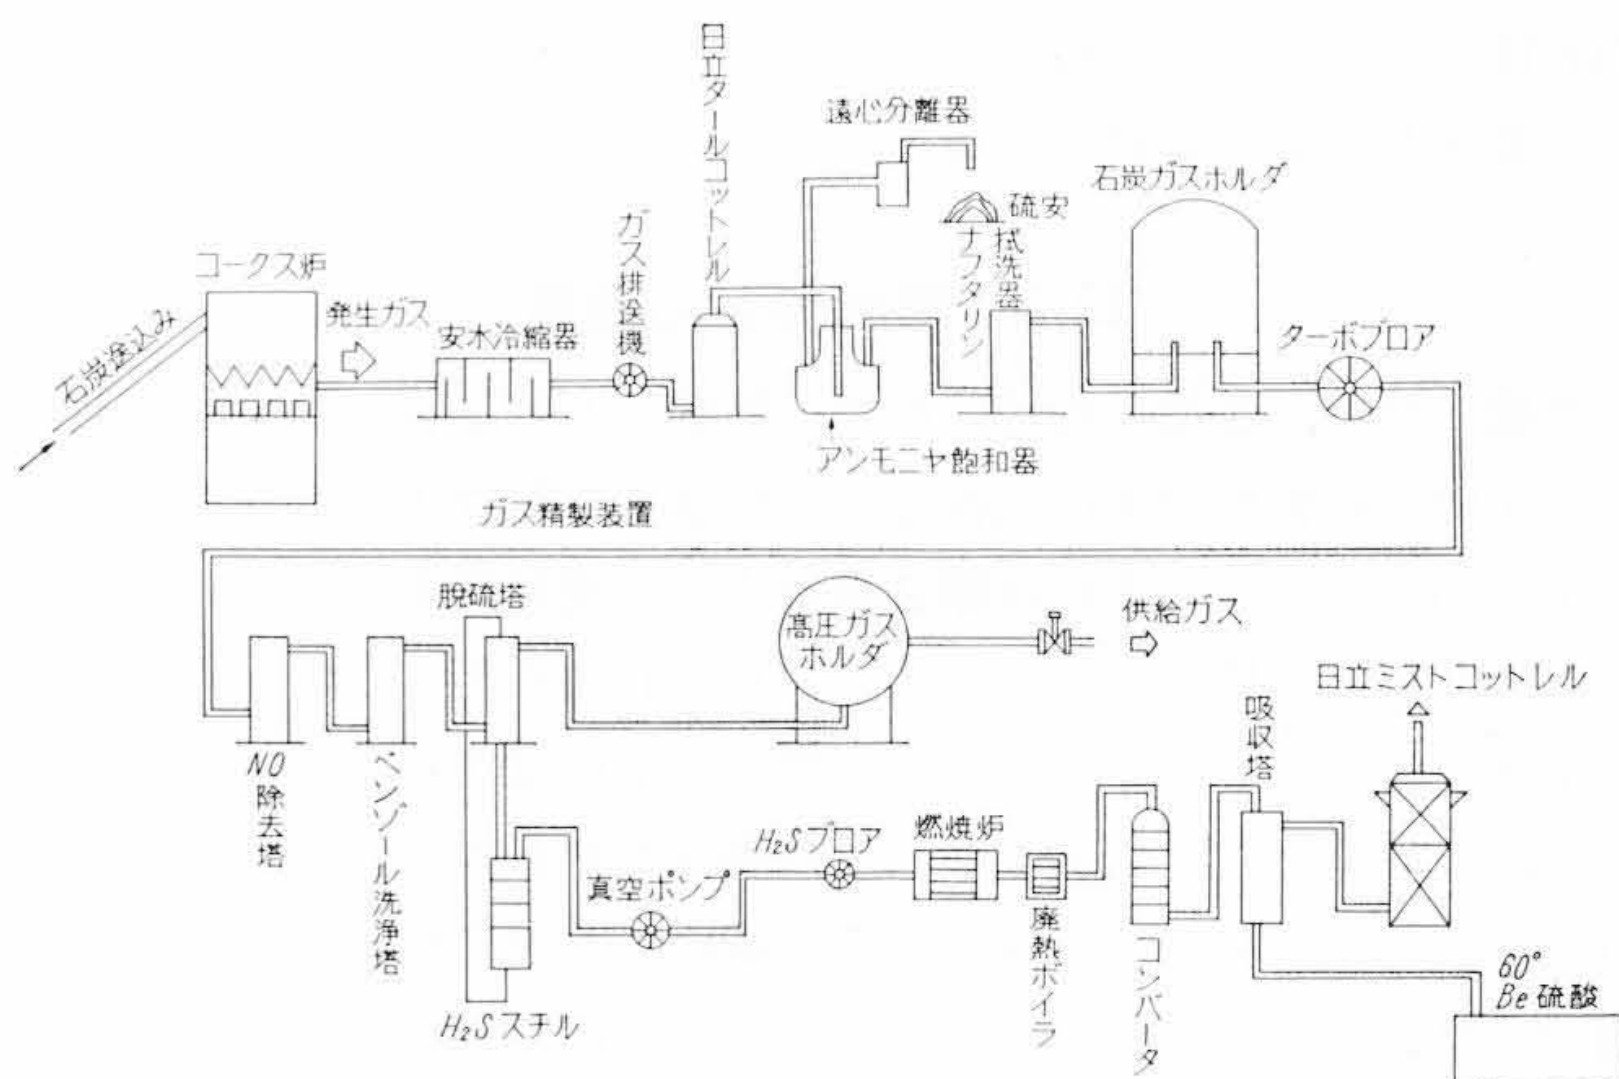 日立タールコットレル
遠心分離器
硫安
石炭ガスホルダ
ガス排送機
ナフタリン
拭洗器
コークス炉
石炭送込み
発生ガス
安水冷縮器
ターボブロア
アンモニヤ飽和器
ガス精製装置
脱硫塔
高圧ガス
ホルダ
供給ガス
日立ミストコットレル
吸収塔
NO
除去塔
ベンゾール洗浄塔
H₂Sブロア
燃焼炉
真空ポンプ
廃熱ボイラ
コンバータ
H₂Sスチル
60°
Be硫酸